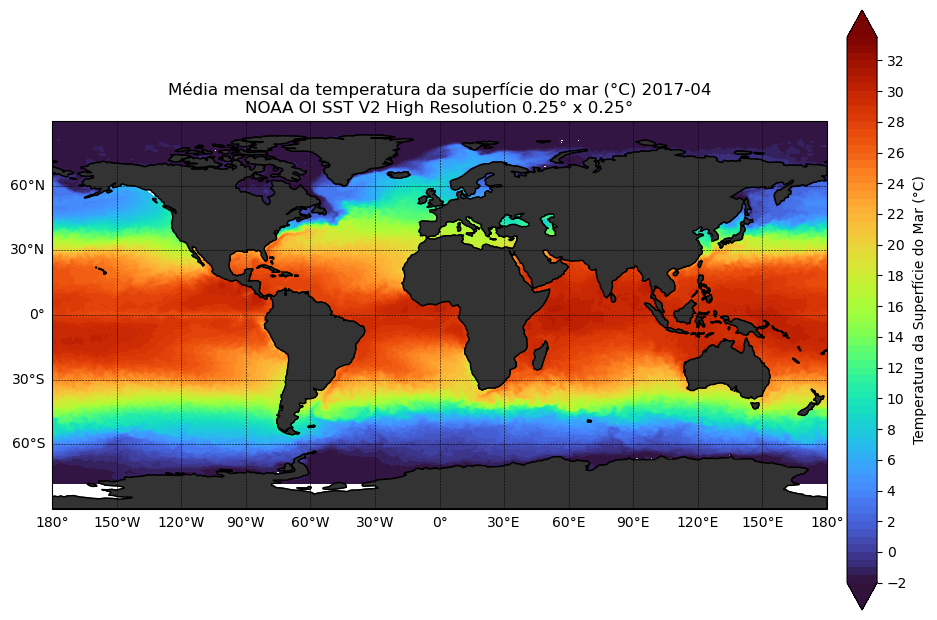 Média mensal da temperatura da superfície do mar (°C) 2017-04
NOAA OI SST V2 High Resolution 0.25° x 0.25°
60°N
30°N
0°
30°S
60°S
180°
150°W
120°W
90°W
60°W
30°W
0°
30°E
60°E
90°E
120°E
150°E
180°
32
30
28
26
24
22
20
18
16
14
12
10
8
6
4
2
0
−2
Temperatura da Superfície do Mar (°C)